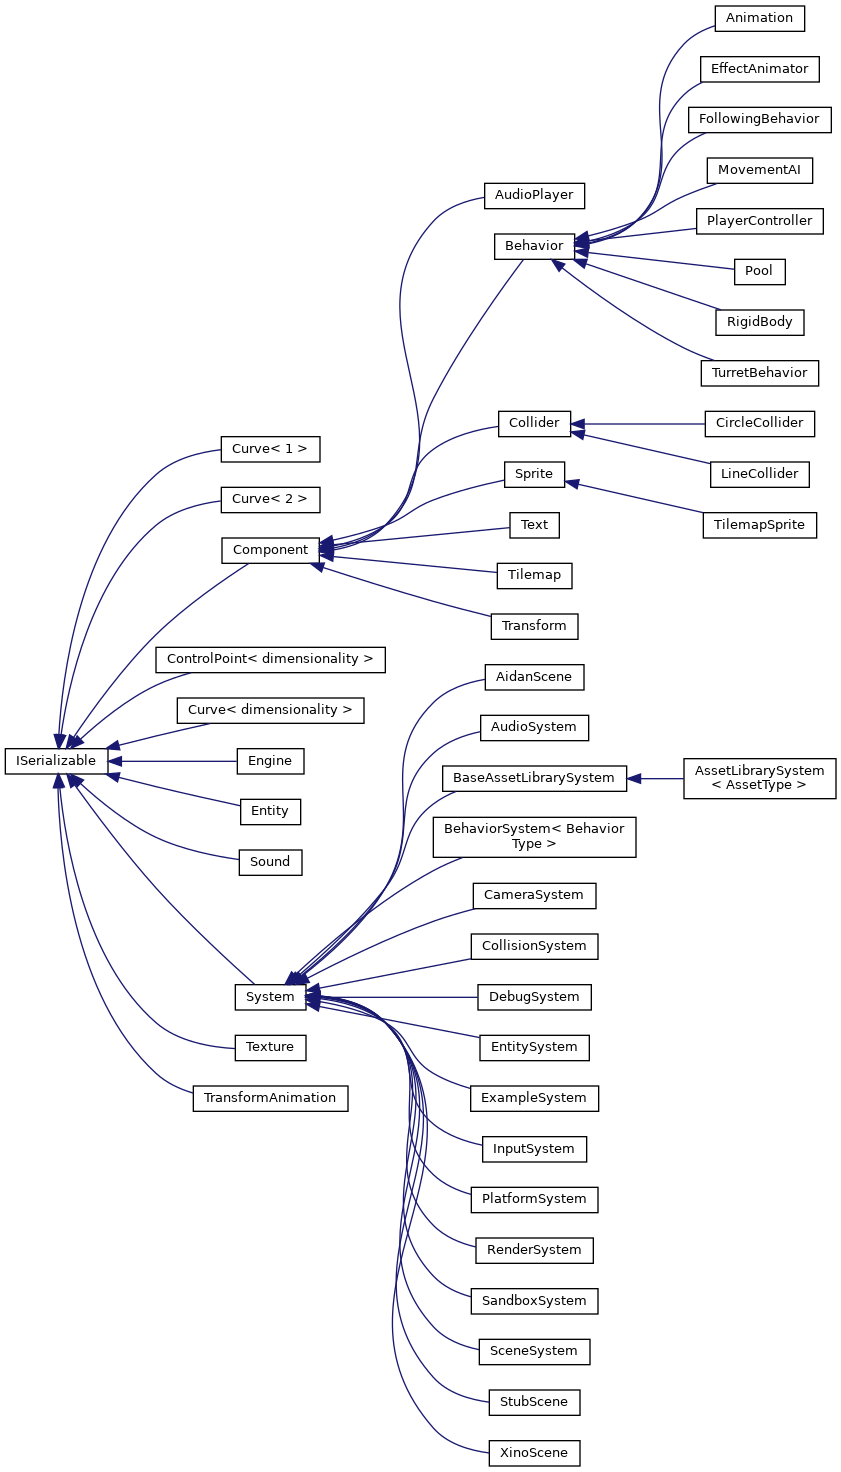 Animation
EffectAnimator
FollowingBehavior
MovementAI
AudioPlayer
PlayerController
Behavior
Pool
RigidBody
TurretBehavior
Collider
CircleCollider
Curve< 1 >
Sprite
LineCollider
Curve< 2 >
Text
TilemapSprite
Component
Tilemap
Transform
ControlPoint< dimensionality >
AidanScene
Curve< dimensionality >
AudioSystem
ISerializable
Engine
BaseAssetLibrarySystem
AssetLibrarySystem
< AssetType >
Entity
BehaviorSystem< Behavior
Type >
Sound
CameraSystem
CollisionSystem
System
DebugSystem
Texture
EntitySystem
TransformAnimation
ExampleSystem
InputSystem
PlatformSystem
RenderSystem
SandboxSystem
SceneSystem
StubScene
XinoScene